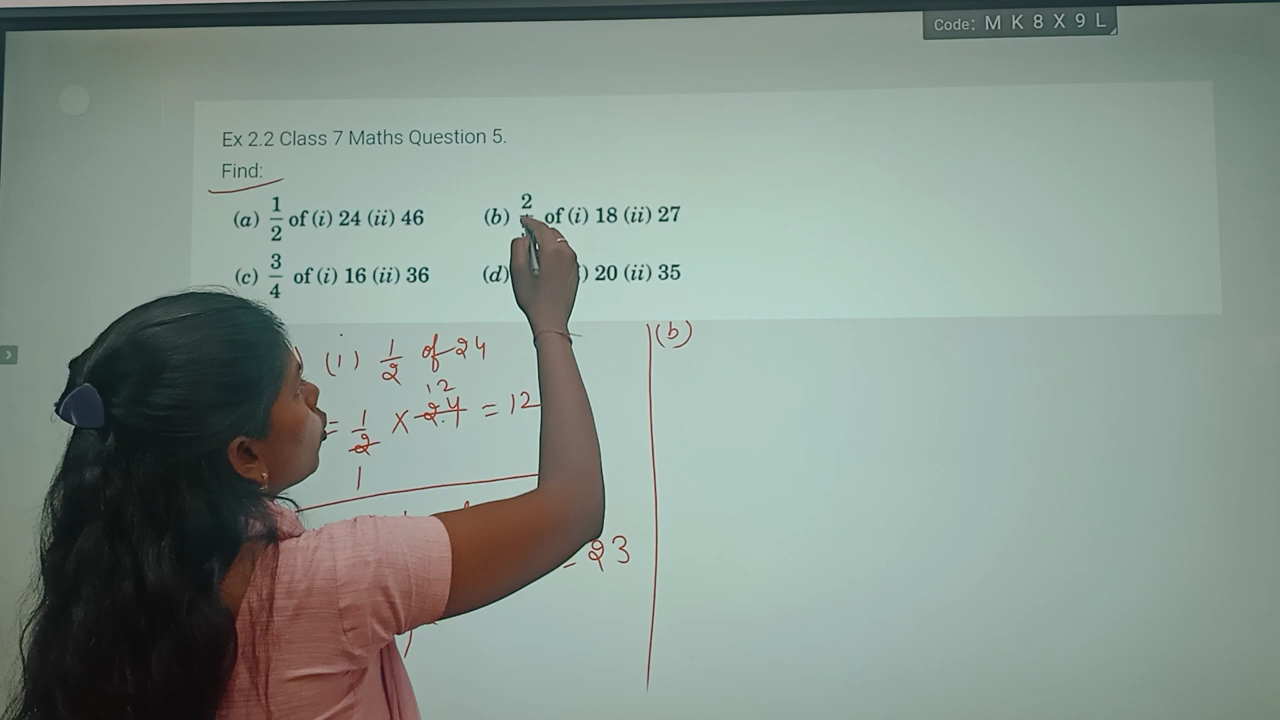 Code: M K 8 X 9 L
Ex 2.2 Class 7 Maths Question 5.
Find:
(a) 1/2 of (i) 24 (ii) 46 (b) 2 of (i) 18 (ii) 27
(c) 3/4 of (i) 16 (ii) 36 (d) ) 20 (ii) 35
(i) 1/2 of 24
(b)
12
= 1/2 × 24 = 12
1
= 23